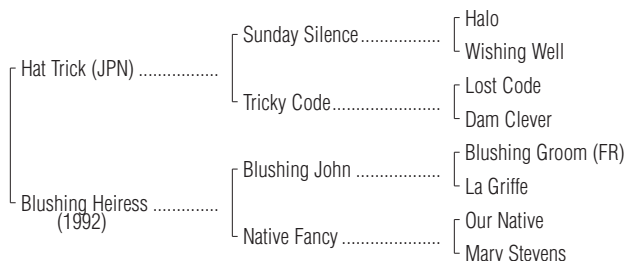 Halo
Sunday Silence..................
Wishing Well
Hat Trick (JPN) ................
Lost Code
Tricky Code........................
Dam Clever
Blushing Groom (FR)
Blushing John ...................
La Griffe
Blushing Heiress .............
(1992)
Our Native
Native Fancy ......................
Mary Stevens